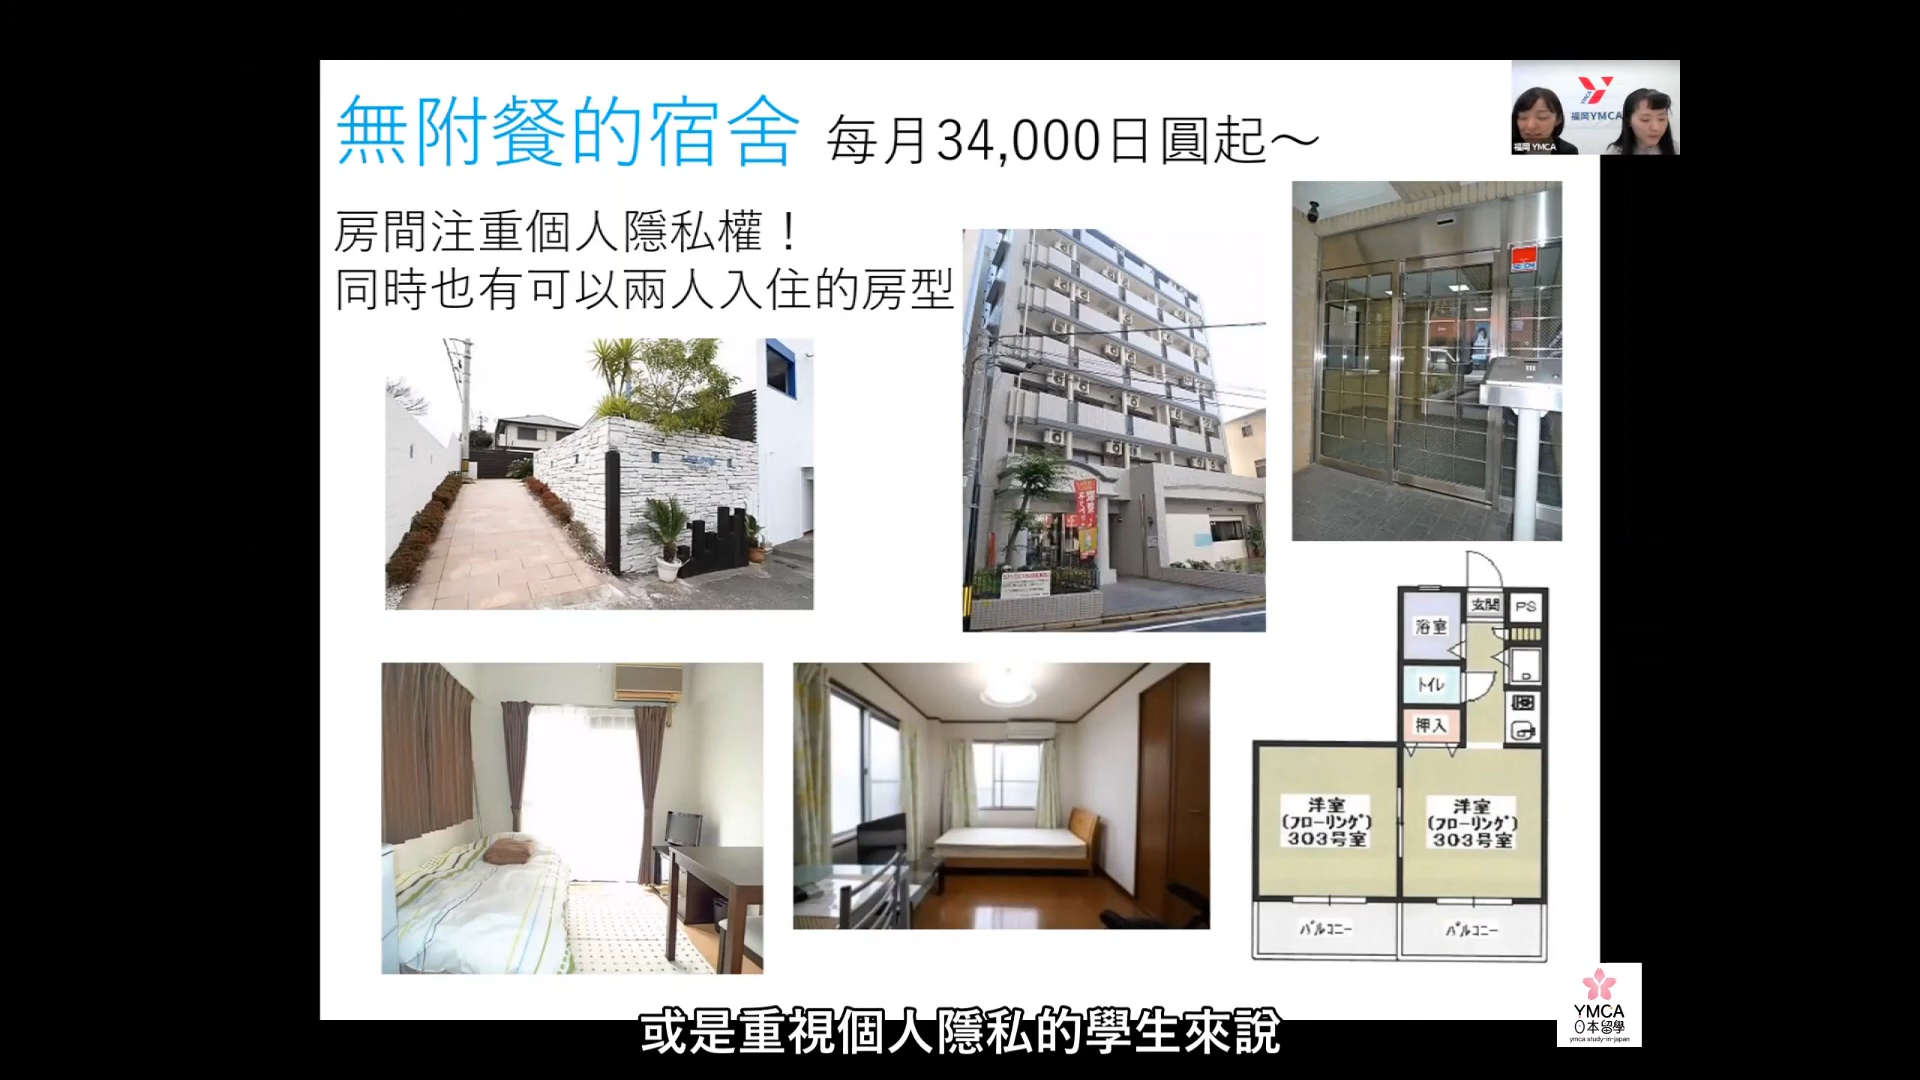 無附餐的宿舍 每月34,000日圓起～
房間注重個人隱私權！
同時也有可以兩人入住的房型
福岡YMCA
福岡 YMCA
玄関
PS
浴室
トイレ
押入
洋室
(フローリング)
303号室
洋室
(フローリング)
303号室
バルコニー
バルコニー
或是重視個人隱私的學生來說
YMCA
日本留學
ymca study-in-japan